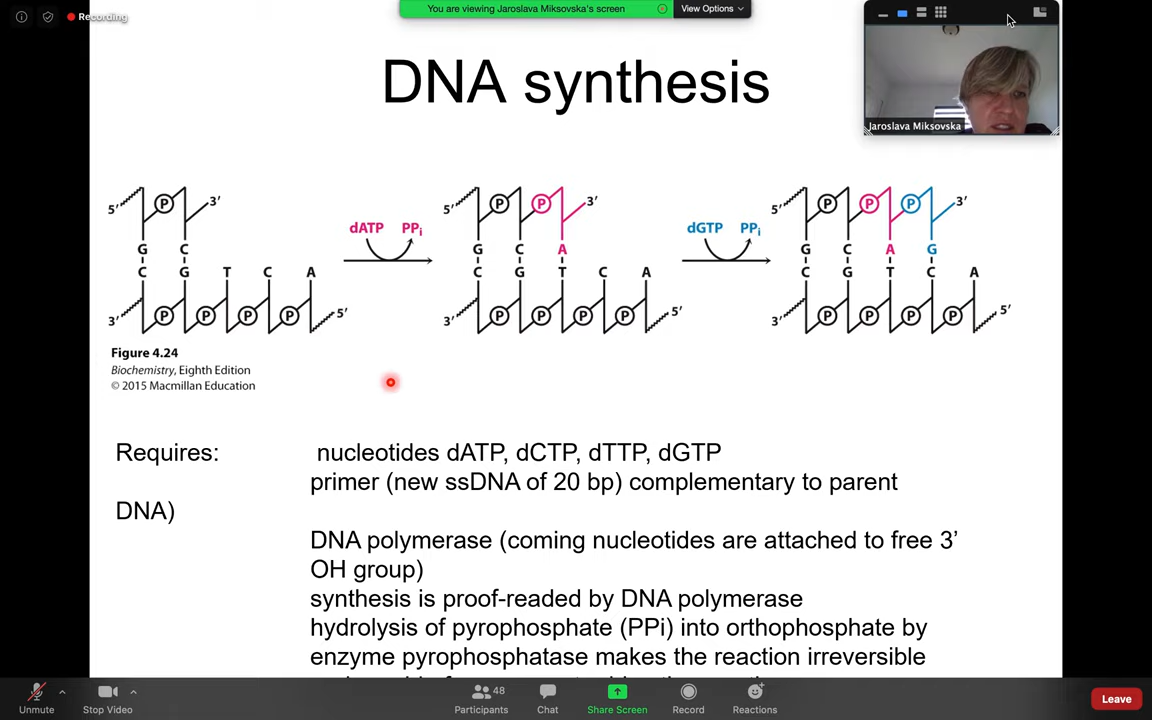 Recording
You are viewing Jaroslava Miksovska's screen
View Options
DNA synthesis
Jaroslava Miksovska
5' P 3'
G C
C G T C A
3' P P P P 5'
dATP PPi
5' P P 3'
G C A
C G T C A
3' P P P P 5'
dGTP PPi
5' P P P 3'
G C A G
C G T C A
3' P P P P 5'
Figure 4.24
Biochemistry, Eighth Edition
© 2015 Macmillan Education
Requires: nucleotides dATP, dCTP, dTTP, dGTP
primer (new ssDNA of 20 bp) complementary to parent
DNA)
DNA polymerase (coming nucleotides are attached to free 3'
OH group)
synthesis is proof-readed by DNA polymerase
hydrolysis of pyrophosphate (PPi) into orthophosphate by
enzyme pyrophosphatase makes the reaction irreversible
Unmute
Stop Video
48
Participants
Chat
Share Screen
Record
Reactions
Leave